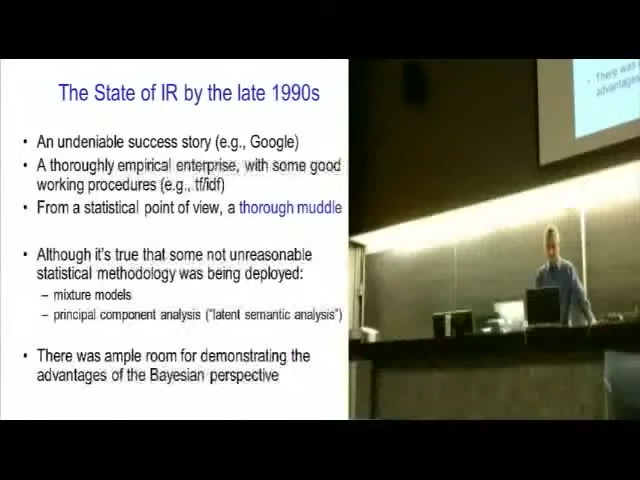 The State of IR by the late 1990s
• An undeniable success story (e.g., Google)
• A thoroughly empirical enterprise, with some good
working procedures (e.g., tf/idf)
• From a statistical point of view, a thorough muddle
• Although it's true that some not unreasonable
statistical methodology was being deployed:
– mixture models
– principal component analysis ("latent semantic analysis")
• There was ample room for demonstrating the
advantages of the Bayesian perspective
• There was
advantages